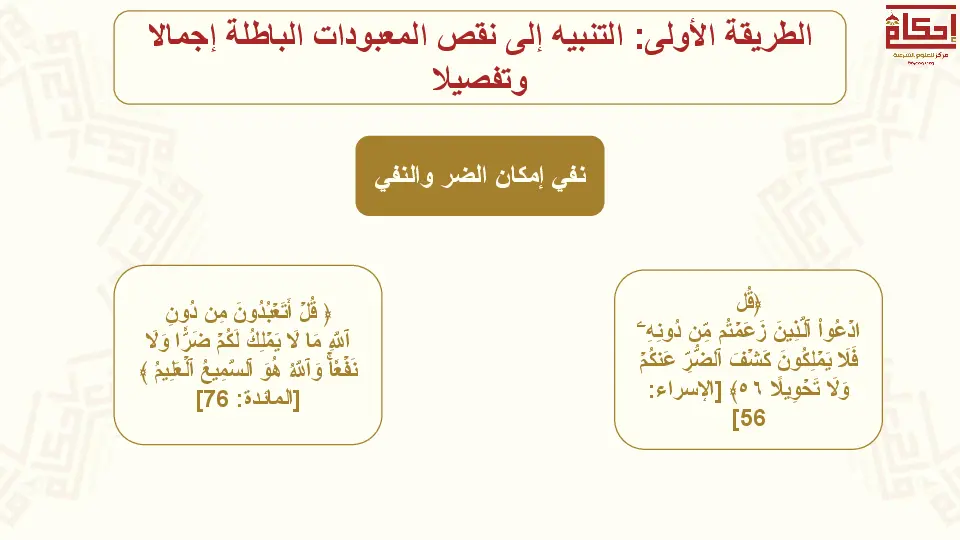 الطريقة الأولى: التنبيه إلى نقص المعبودات الباطلة إجمالا
وتفصيلا
إحكام
مركز للعلوم الشرعية
نفي إمكان الضر والنفي
﴿قُلِ
ٱدۡعُواْ ٱلَّذِينَ زَعَمۡتُم مِّن دُونِهِۦ
فَلَا يَمۡلِكُونَ كَشۡفَ ٱلضُّرِّ عَنكُمۡ
وَلَا تَحۡوِيلًا ٥٦﴾ [الإسراء:
56]
﴿ قُلۡ أَتَعۡبُدُونَ مِن دُونِ
ٱللَّهِ مَا لَا يَمۡلِكُ لَكُمۡ ضَرّٗا وَلَا
نَفۡعٗاۚ وَٱللَّهُ هُوَ ٱلسَّمِيعُ ٱلۡعَلِيمُ ﴾
[المائدة: 76]